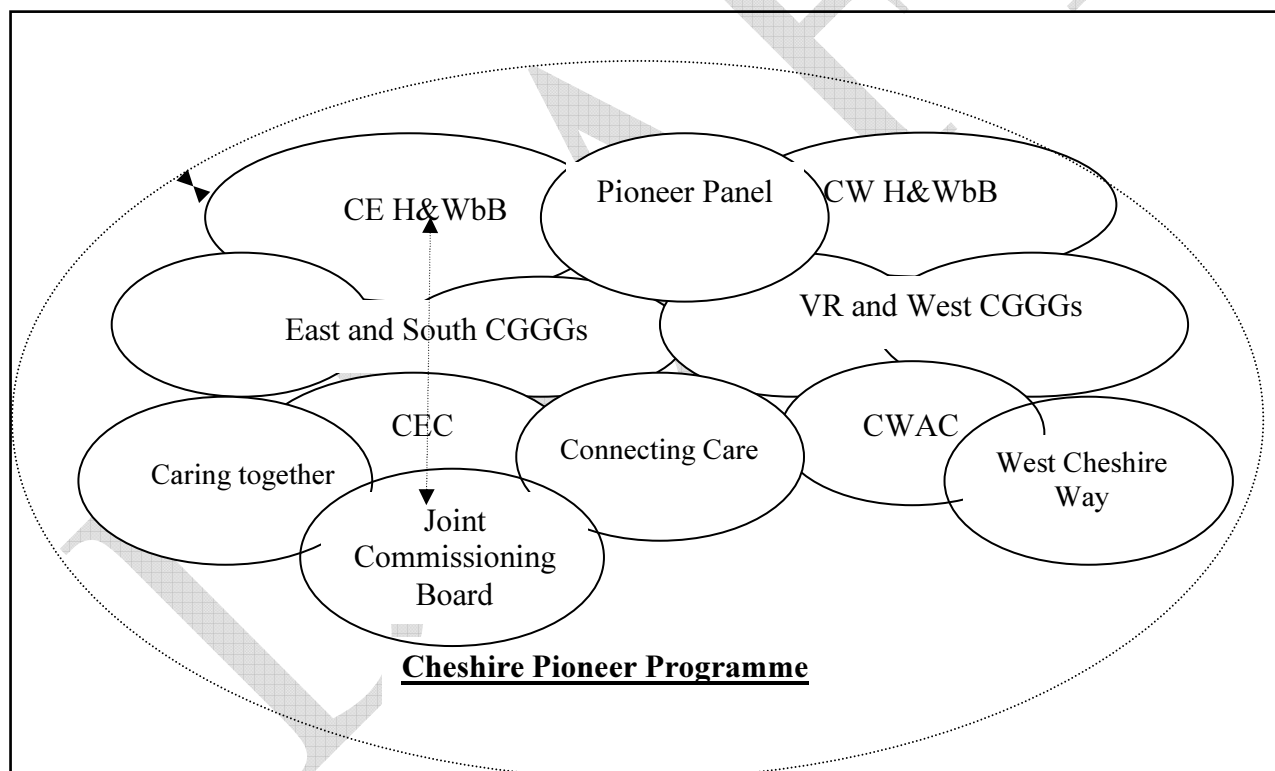 Pioneer Panel
CE H&WbB
CW H&WbB
East and South CGGGs
VR and West CGGGs
CEC
Connecting Care
CWAC
Caring together
West Cheshire
Way
Joint
Commissioning
Board
Cheshire Pioneer Programme